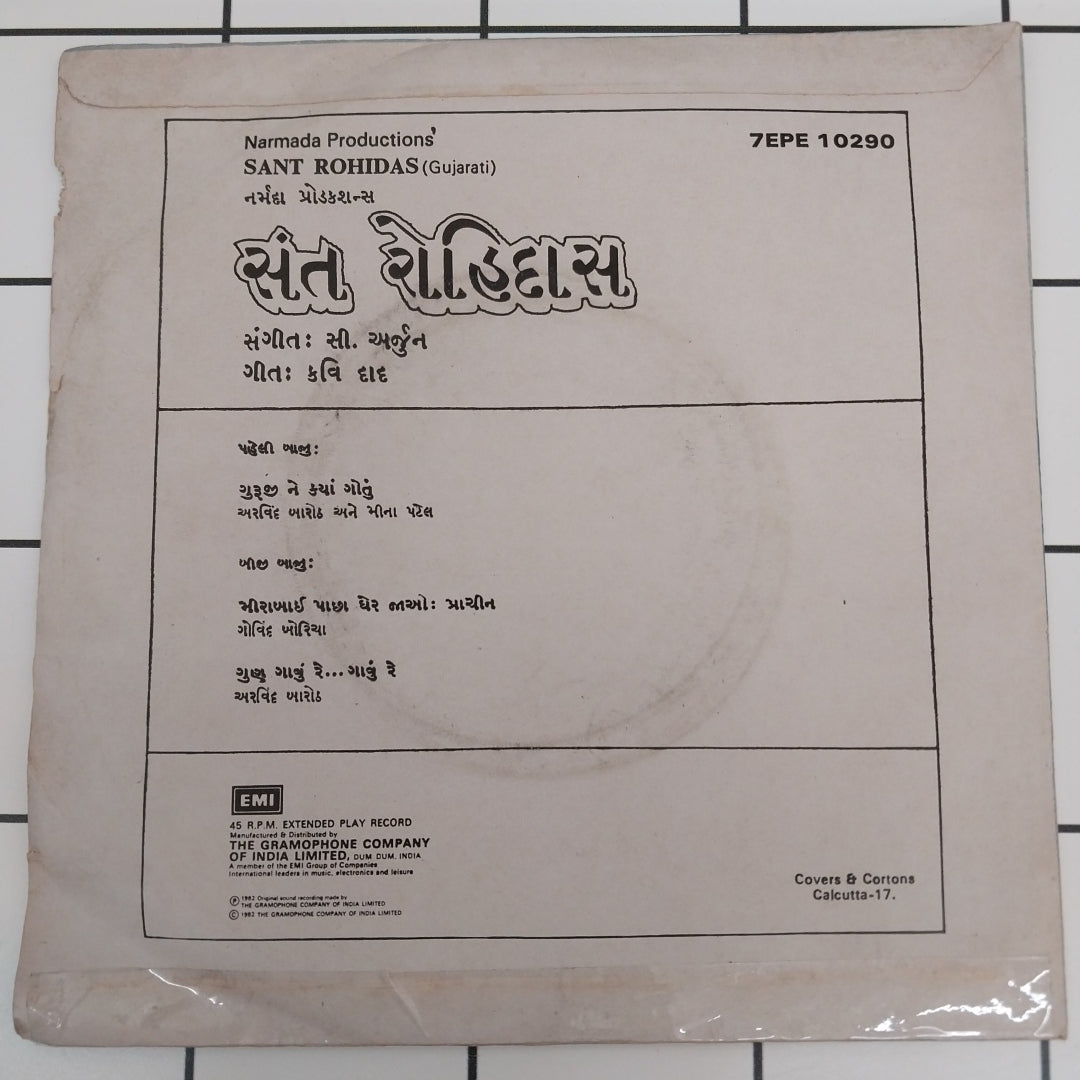 Narmada Productions'
7EPE 10290
SANT ROHIDAS (Gujarati)
નર્મદા પ્રોડકશન્સ
સંત રોહિદાસ
સંગીત: સી. અર્જુન
ગીત: કવિ દાદ
પહેલી બાજુ:
ગુરુજી ને કયાં ગોતું
અરવિંદ બારોઠ અને મીના પટેલ
બીજી બાજુ:
મીરાબાઈ પાછા ઘેર જાઓ: પ્રાચીન
ગોવિંદ ખોરિચા
ગુણ ગાવું રે...ગાવું રે
અરવિંદ બારોઠ
EMI
45 R.P.M. EXTENDED PLAY RECORD
Manufactured & Distributed by
THE GRAMOPHONE COMPANY
OF INDIA LIMITED, DUM DUM. INDIA
A member of the EMI Group of Companies
International leaders in music, electronics and leisure
Ⓟ 1982 Original sound recording made by
THE GRAMOPHONE COMPANY OF INDIA LIMITED
© 1982 THE GRAMOPHONE COMPANY OF INDIA LIMITED
Covers & Cortons
Calcutta-17.